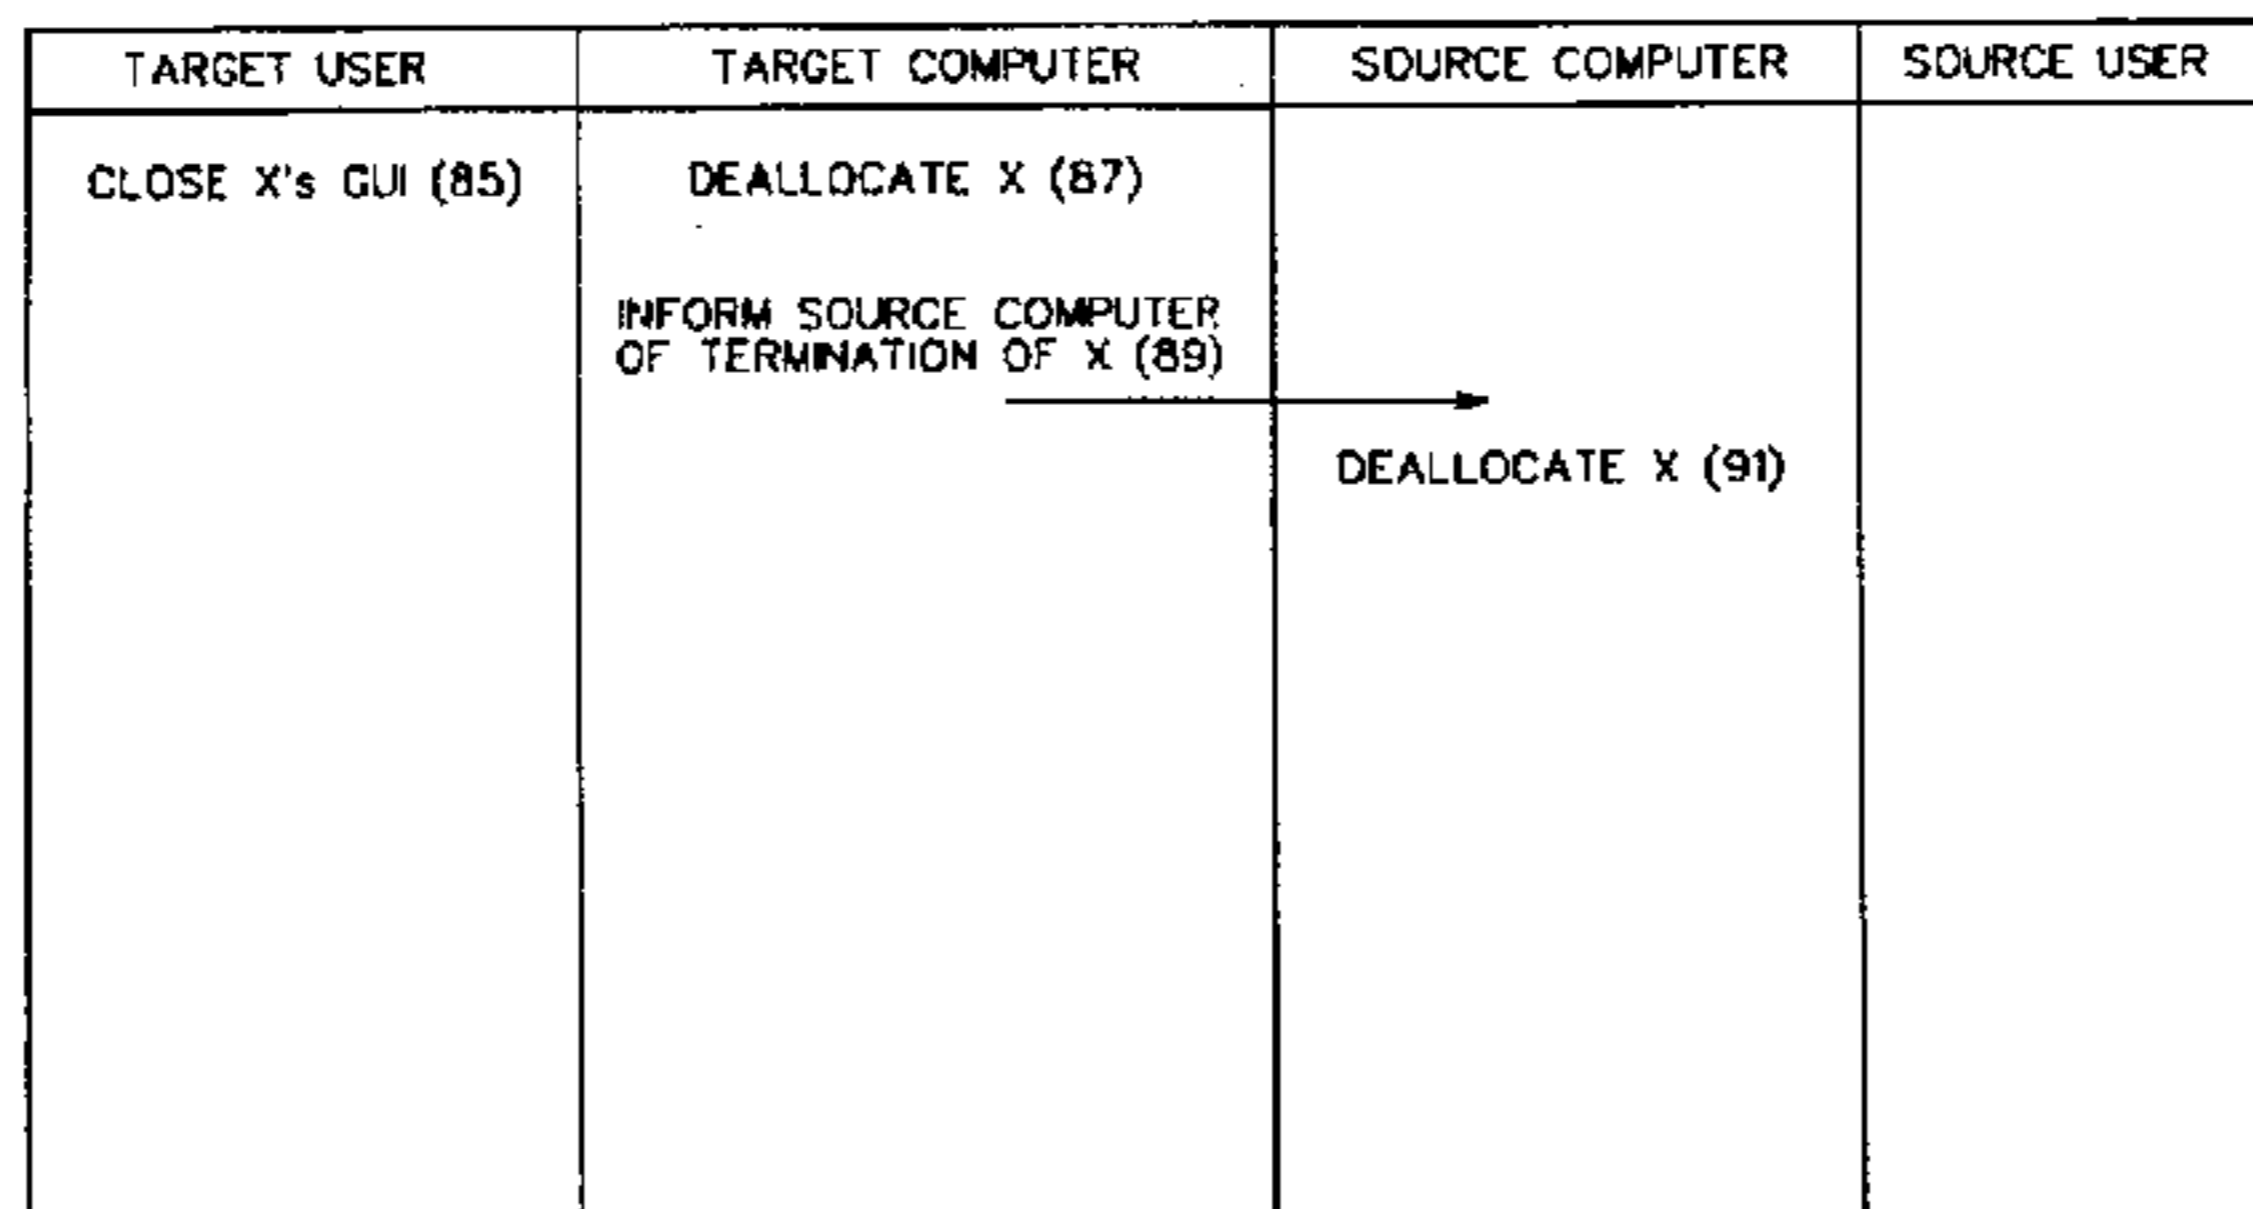 TARGET USER
TARGET COMPUTER
SOURCE COMPUTER
SOURCE USER
CLOSE X's GUI (85)
DEALLOCATE X (87)
INFORM SOURCE COMPUTER
OF TERMINATION OF X (89)
DEALLOCATE X (91)